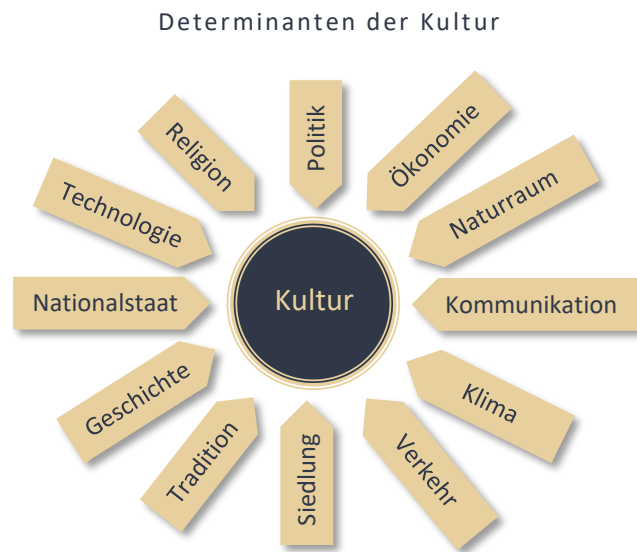 Determinanten der Kultur
Politik
Ökonomie
Naturraum
Kommunikation
Klima
Verkehr
Siedlung
Tradition
Geschichte
Nationalstaat
Technologie
Religion
Kultur